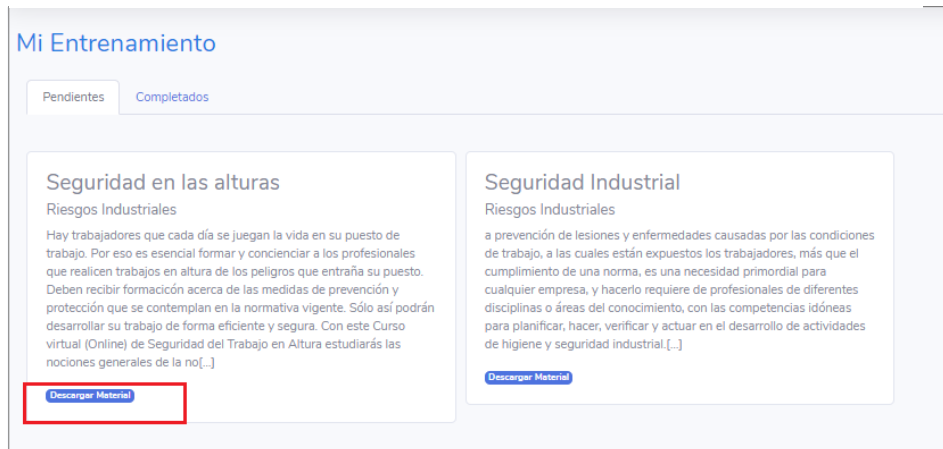 Mi Entrenamiento
Pendientes
Completados
Seguridad en las alturas
Riesgos Industriales
Hay trabajadores que cada día se juegan la vida en su puesto de
trabajo. Por eso es esencial formar y concienciar a los profesionales
que realicen trabajos en altura de los peligros que entraña su puesto.
Deben recibir formacicón acerca de las medidas de prevención y
protección que se contemplan en la normativa vigente. Sólo así podrán
desarrollar su trabajo de forma eficiente y segura. Con este Curso
virtual (Online) de Seguridad del Trabajo en Altura estudiarás las
nociones generales de la no[...]
Descargar Material
Seguridad Industrial
Riesgos Industriales
a prevención de lesiones y enfermedades causadas por las condiciones
de trabajo, a las cuales están expuestos los trabajadores, más que el
cumplimiento de una norma, es una necesidad primordial para
cualquier empresa, y hacerlo requiere de profesionales de diferentes
disciplinas o áreas del conocimiento, con las competencias idóneas
para planificar, hacer, verificar y actuar en el desarrollo de actividades
de higiene y seguridad industrial.[...]
Descargar Material